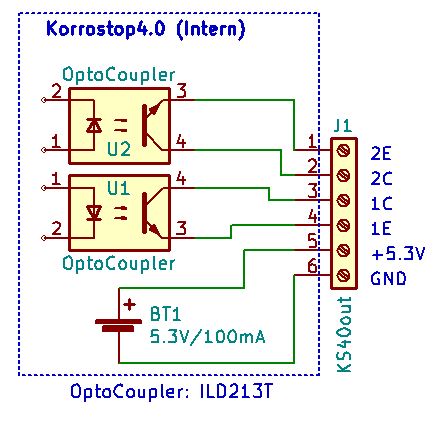 Korrostop4.0 (Intern)
OptoCoupler
2
3
1
4
U2
J1
1
2E
2
2C
3
1C
4
1E
5
+5.3V
6
GND
1
4
U1
2
3
OptoCoupler
BT1
5.3V/100mA
KS40out
OptoCoupler: ILD213T